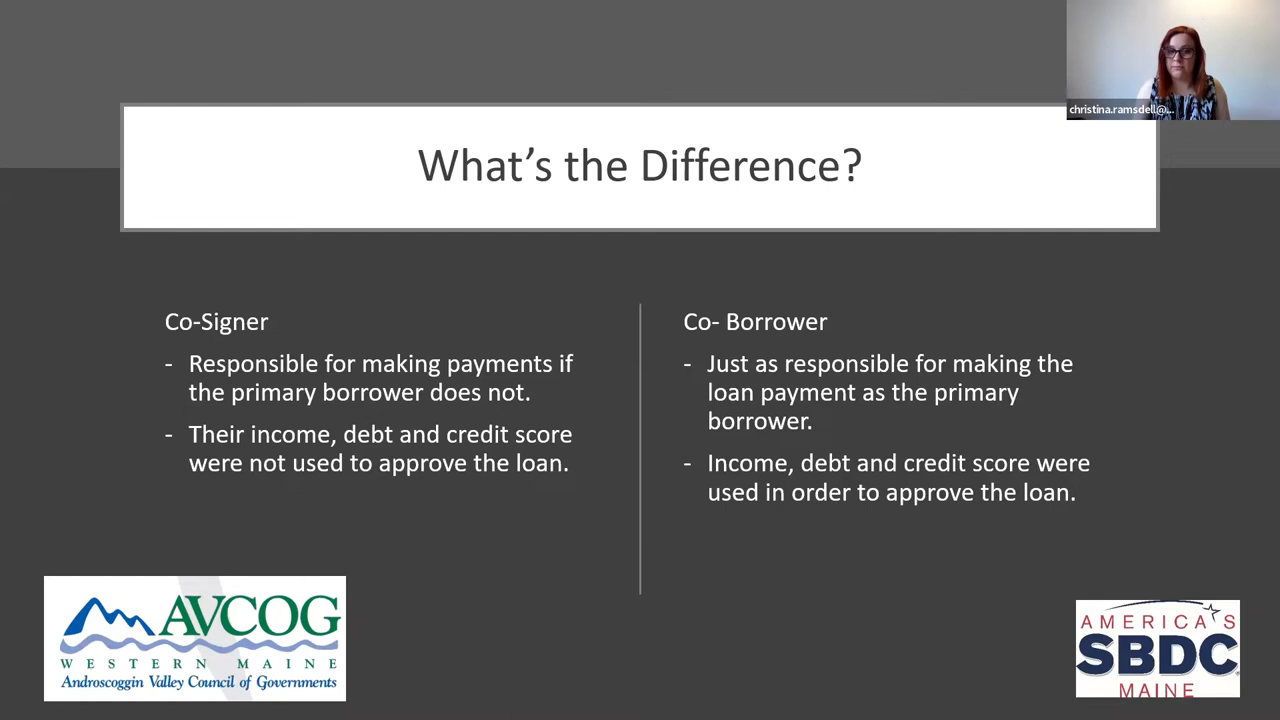 christina.ramsdell@...
What's the Difference?
Co-Signer
- Responsible for making payments if
the primary borrower does not.
- Their income, debt and credit score
were not used to approve the loan.
Co- Borrower
- Just as responsible for making the
loan payment as the primary
borrower.
- Income, debt and credit score were
used in order to approve the loan.
AVCOG
WESTERN MAINE
Androscoggin Valley Council of Governments
AMERICA'S
SBDC
MAINE